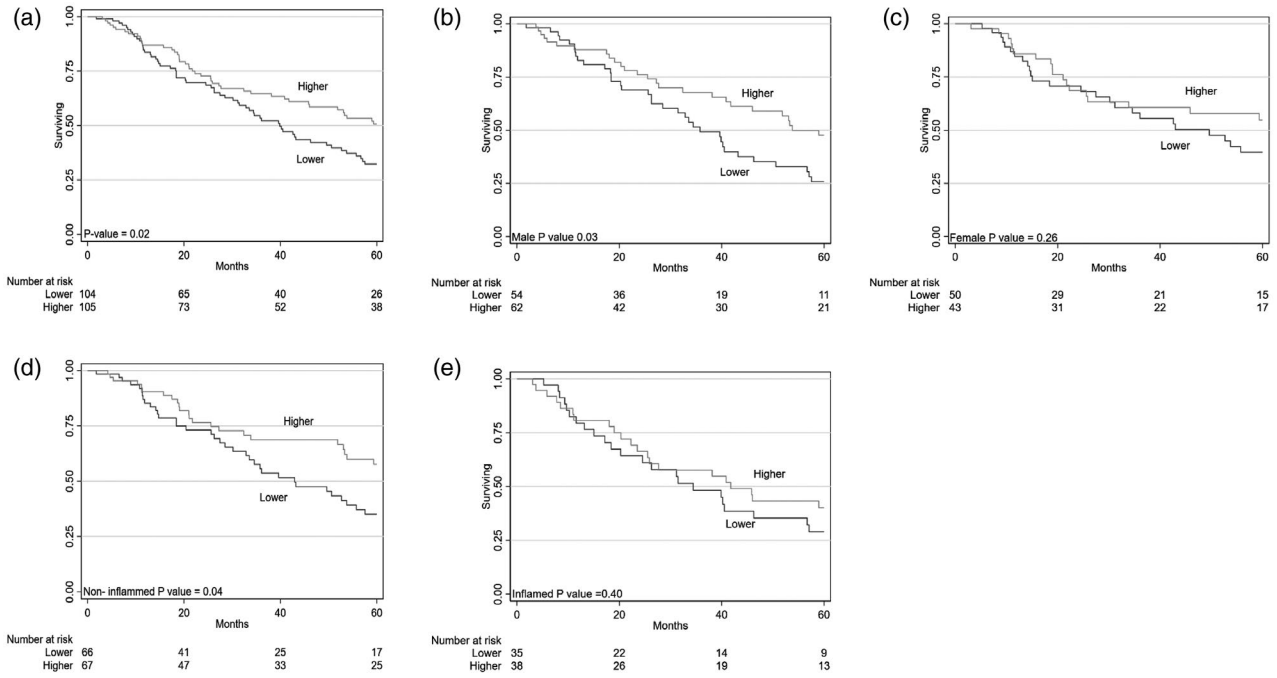 (a)
1.00
0.75
0.50
0.25
0.00
Surviving
Higher
Lower
P-value = 0.02
0 20 40 60
Months
Number at risk
Lower 104 65 40 26
Higher 105 73 52 38
(b)
1.00
0.75
0.50
0.25
0.00
Surviving
Higher
Lower
Male P value 0.03
0 20 40 60
Months
Number at risk
Lower 54 36 19 11
Higher 62 42 30 21
(c)
1.00
0.75
0.50
0.25
0.00
Surviving
Higher
Lower
Female P value = 0.26
0 20 40 60
Months
Number at risk
Lower 50 29 21 15
Higher 43 31 22 17
(d)
1.00
0.75
0.50
0.25
0.00
Surviving
Higher
Lower
Non- inflammed P value = 0.04
0 20 40 60
Months
Number at risk
Lower 66 41 25 17
Higher 67 47 33 25
(e)
1.00
0.75
0.50
0.25
0.00
Surviving
Higher
Lower
Inflamed P value =0.40
0 20 40 60
Months
Number at risk
Lower 35 22 14 9
Higher 38 26 19 13